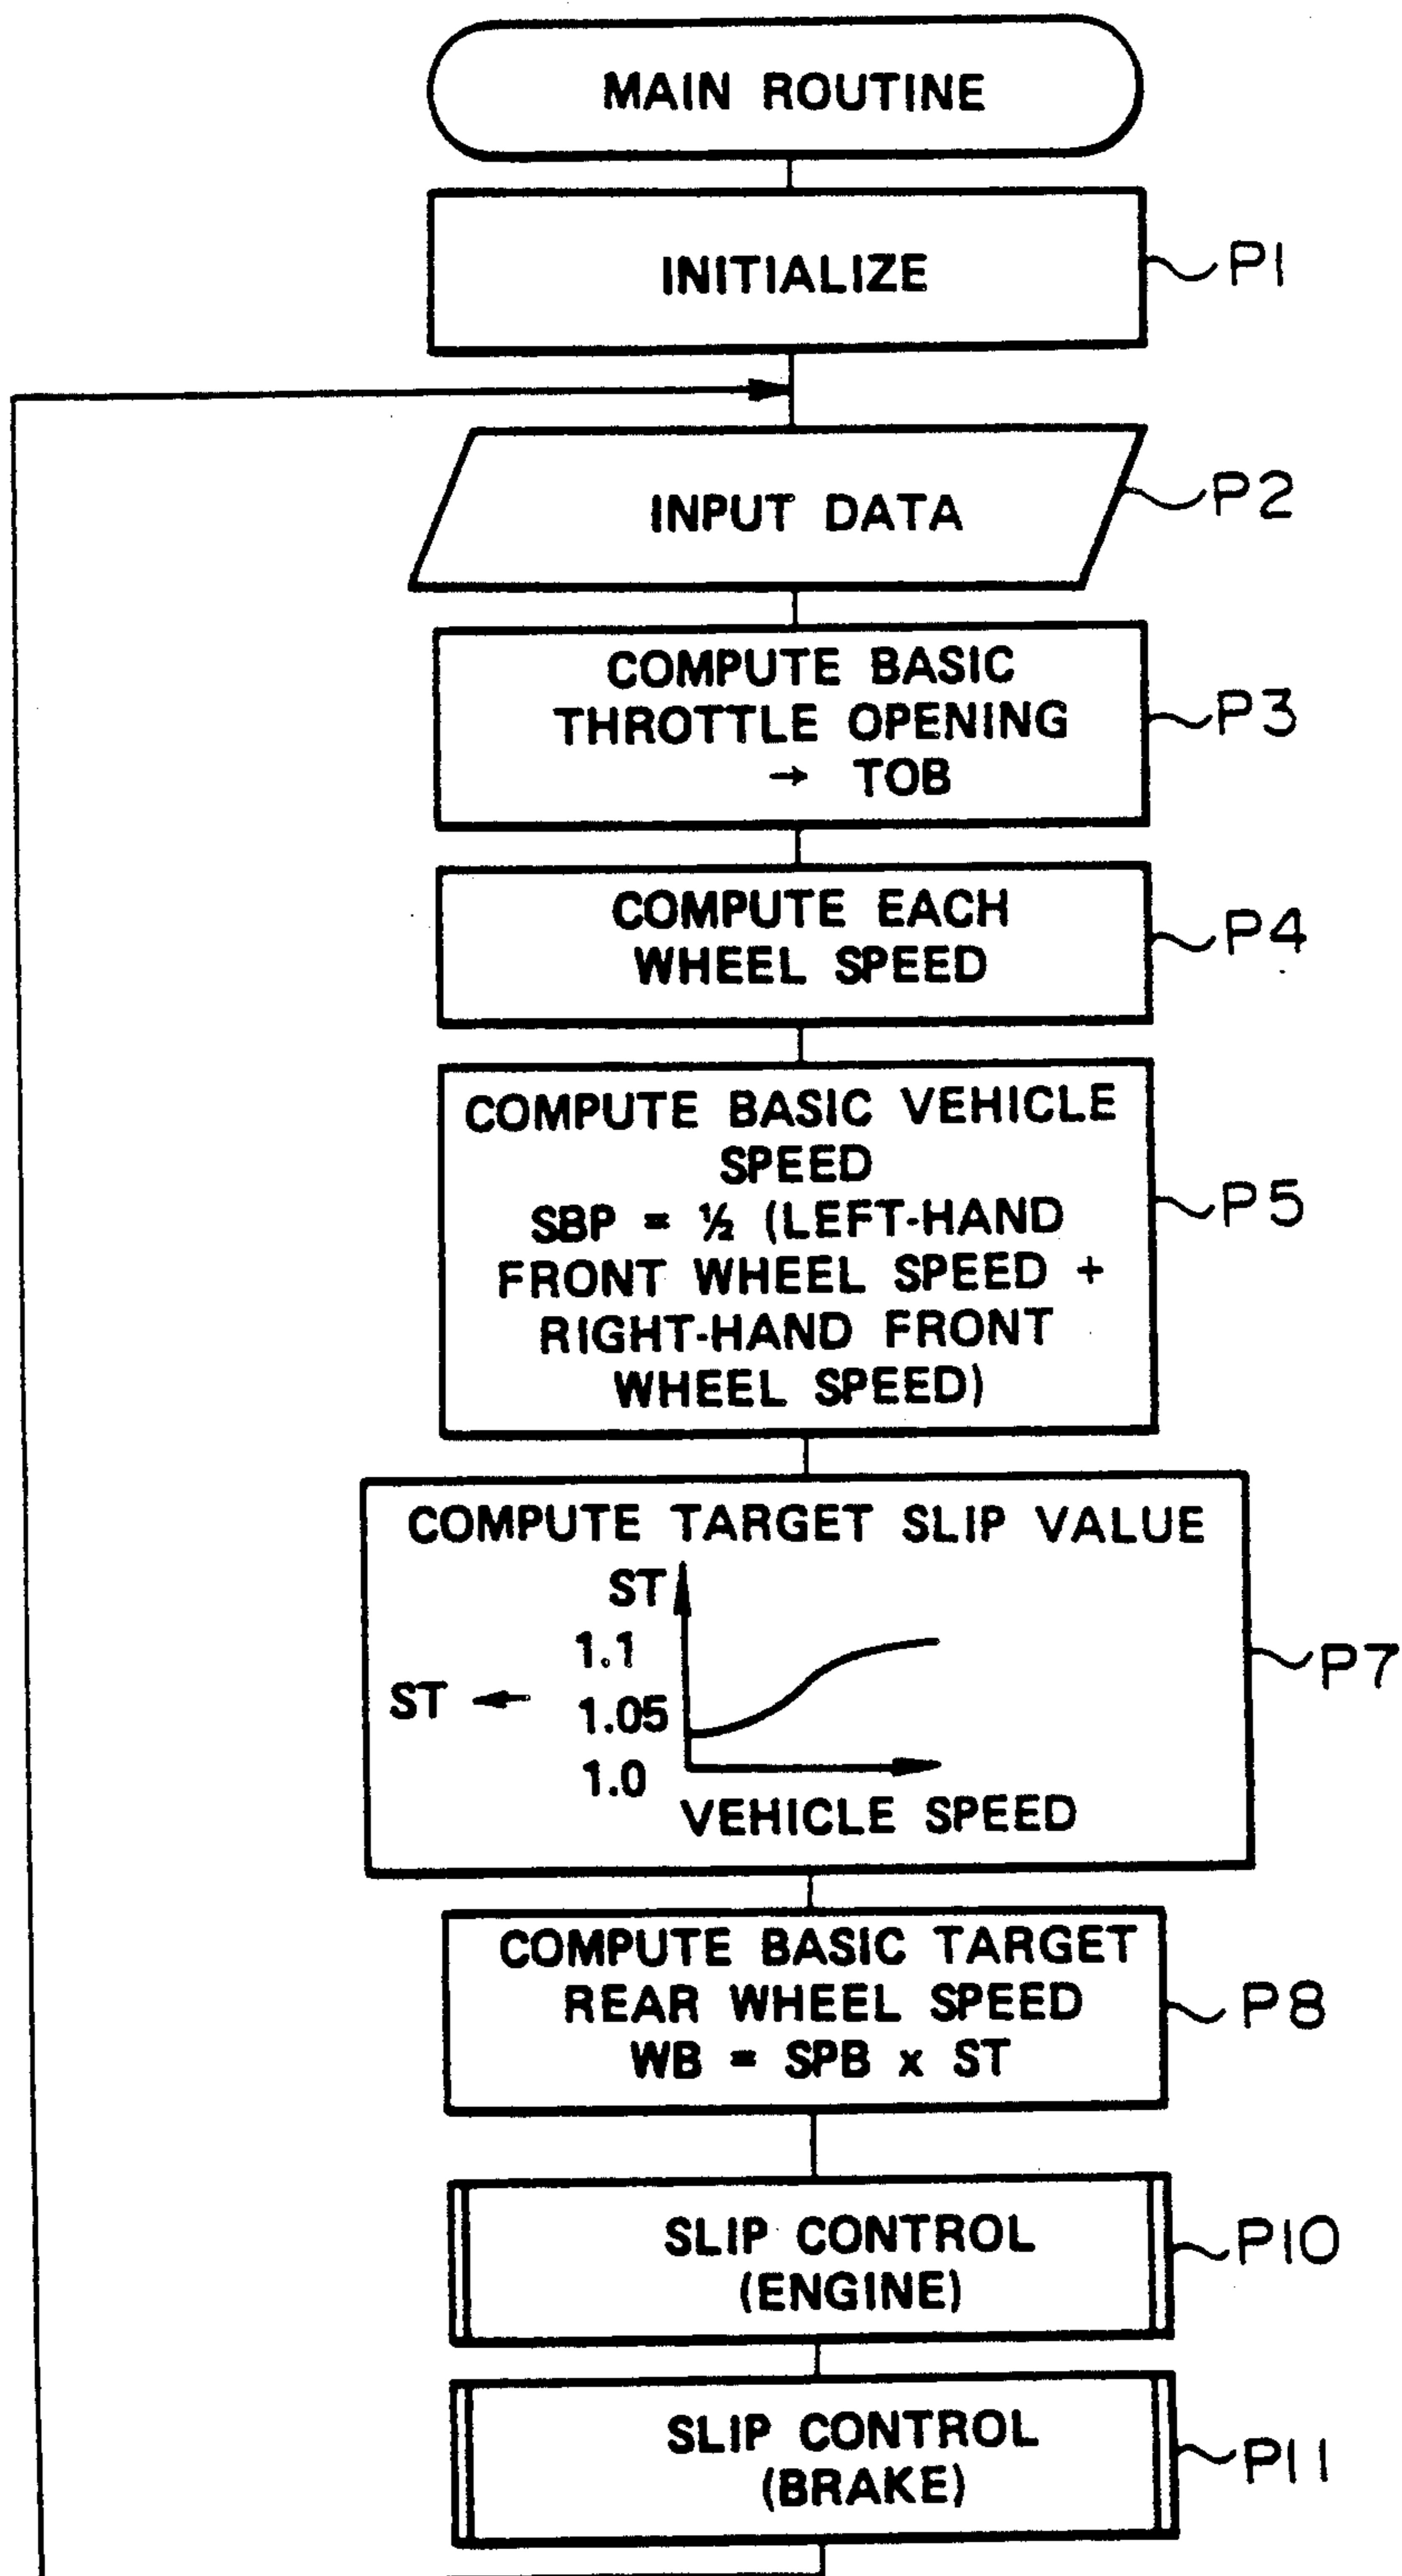 MAIN ROUTINE
INITIALIZE
P1
INPUT DATA
P2
COMPUTE BASIC
THROTTLE OPENING
→ TOB
P3
COMPUTE EACH
WHEEL SPEED
P4
COMPUTE BASIC VEHICLE
SPEED
SBP = ½ (LEFT-HAND
FRONT WHEEL SPEED +
RIGHT-HAND FRONT
WHEEL SPEED)
P5
COMPUTE TARGET SLIP VALUE
ST
1.1
ST ←
1.05
1.0
VEHICLE SPEED
P7
COMPUTE BASIC TARGET
REAR WHEEL SPEED
WB = SPB x ST
P8
SLIP CONTROL
(ENGINE)
P10
SLIP CONTROL
(BRAKE)
P11